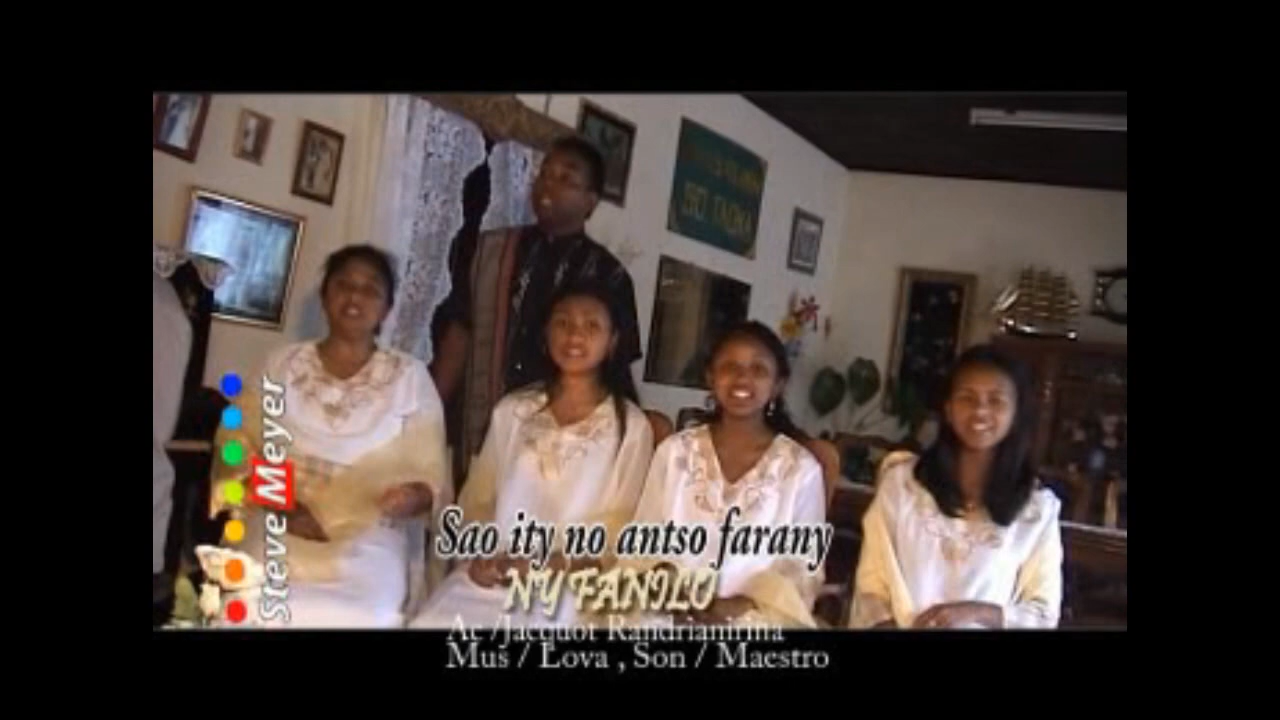 Steve Meyer
Sao ity no antso farany
NY FANILO
Ac /Jacquot Randrianirina
Mus / Lova , Son / Maestro